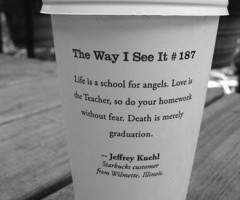 The Way I See It #187
Life is a school for angels. Love is
the Teacher, so do your homework
without fear. Death is merely
graduation.
-- Jeffrey Kuehl
Starbucks customer
from Wilmette, Illinois.